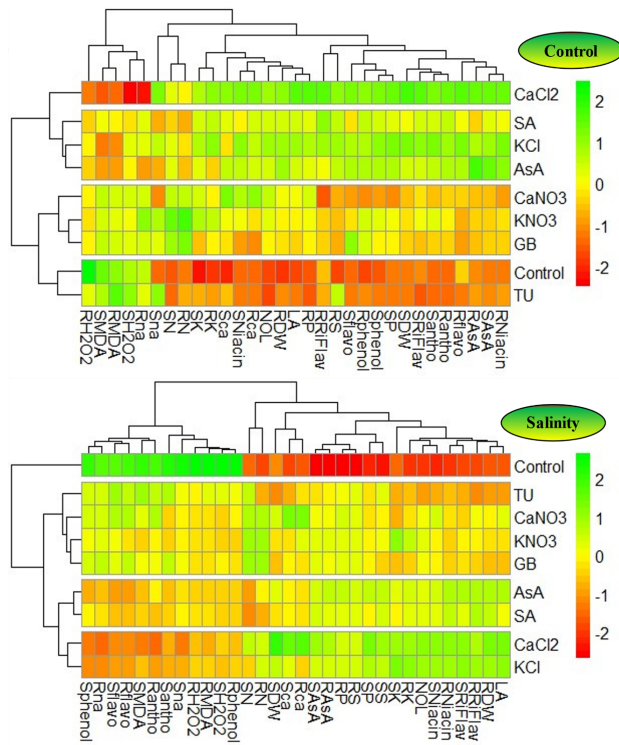 Control
CaCl2
SA
KCl
AsA
CaNO3
KNO3
GB
Control
TU
2
1
0
-1
-2
RH2O2
SMDA
RMDA
SH2O2
Rna
Sna
SN
RN
SK
RK
Sca
SNiacin
Rca
NOL
RDW
LA
RP
RRiFlav
RS
Sflavo
Rphenol
Sphenol
SP
SDW
SRiFlav
Santho
Rantho
Rflavo
RAsA
SAsA
RNiacin
Salinity
Control
TU
CaNO3
KNO3
GB
AsA
SA
CaCl2
KCl
2
1
0
-1
-2
Sphenol
Rna
Sflavo
Rflavo
SMDA
Rantho
Santho
Sna
RH2O2
RMDA
SH2O2
Rphenol
SN
RN
SDW
Sca
Rca
SAsA
RAsA
RP
RS
SP
SS
SK
RK
NOL
SNiacin
RNiacin
SRiFlav
RRiFlav
RDW
LA